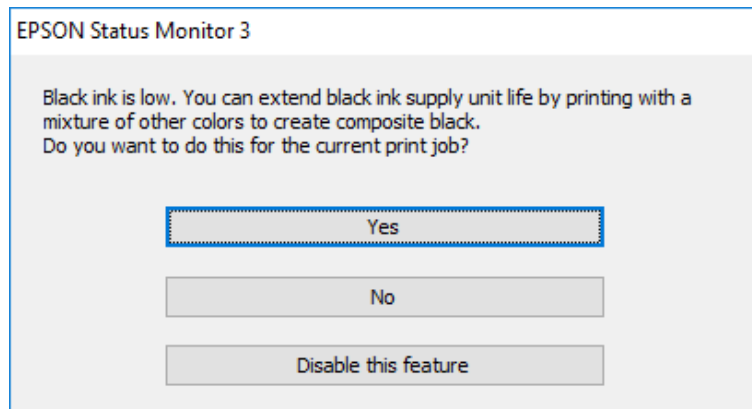 EPSON Status Monitor 3
Black ink is low. You can extend black ink supply unit life by printing with a
mixture of other colors to create composite black.
Do you want to do this for the current print job?
Yes
No
Disable this feature